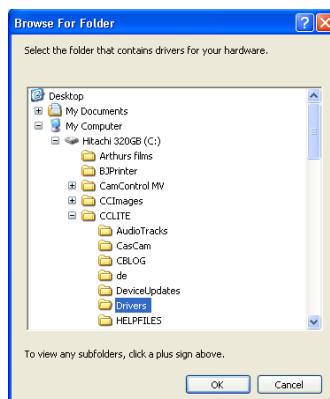 Browse For Folder
Select the folder that contains drivers for your hardware.
Desktop
My Documents
My Computer
Hitachi 320GB (C:)
Arthurs films
BJPrinter
CamControl MV
CCImages
CCLITE
AudioTracks
CasCam
CBLOG
de
DeviceUpdates
Drivers
HELPFILES
To view any subfolders, click a plus sign above.
OK Cancel